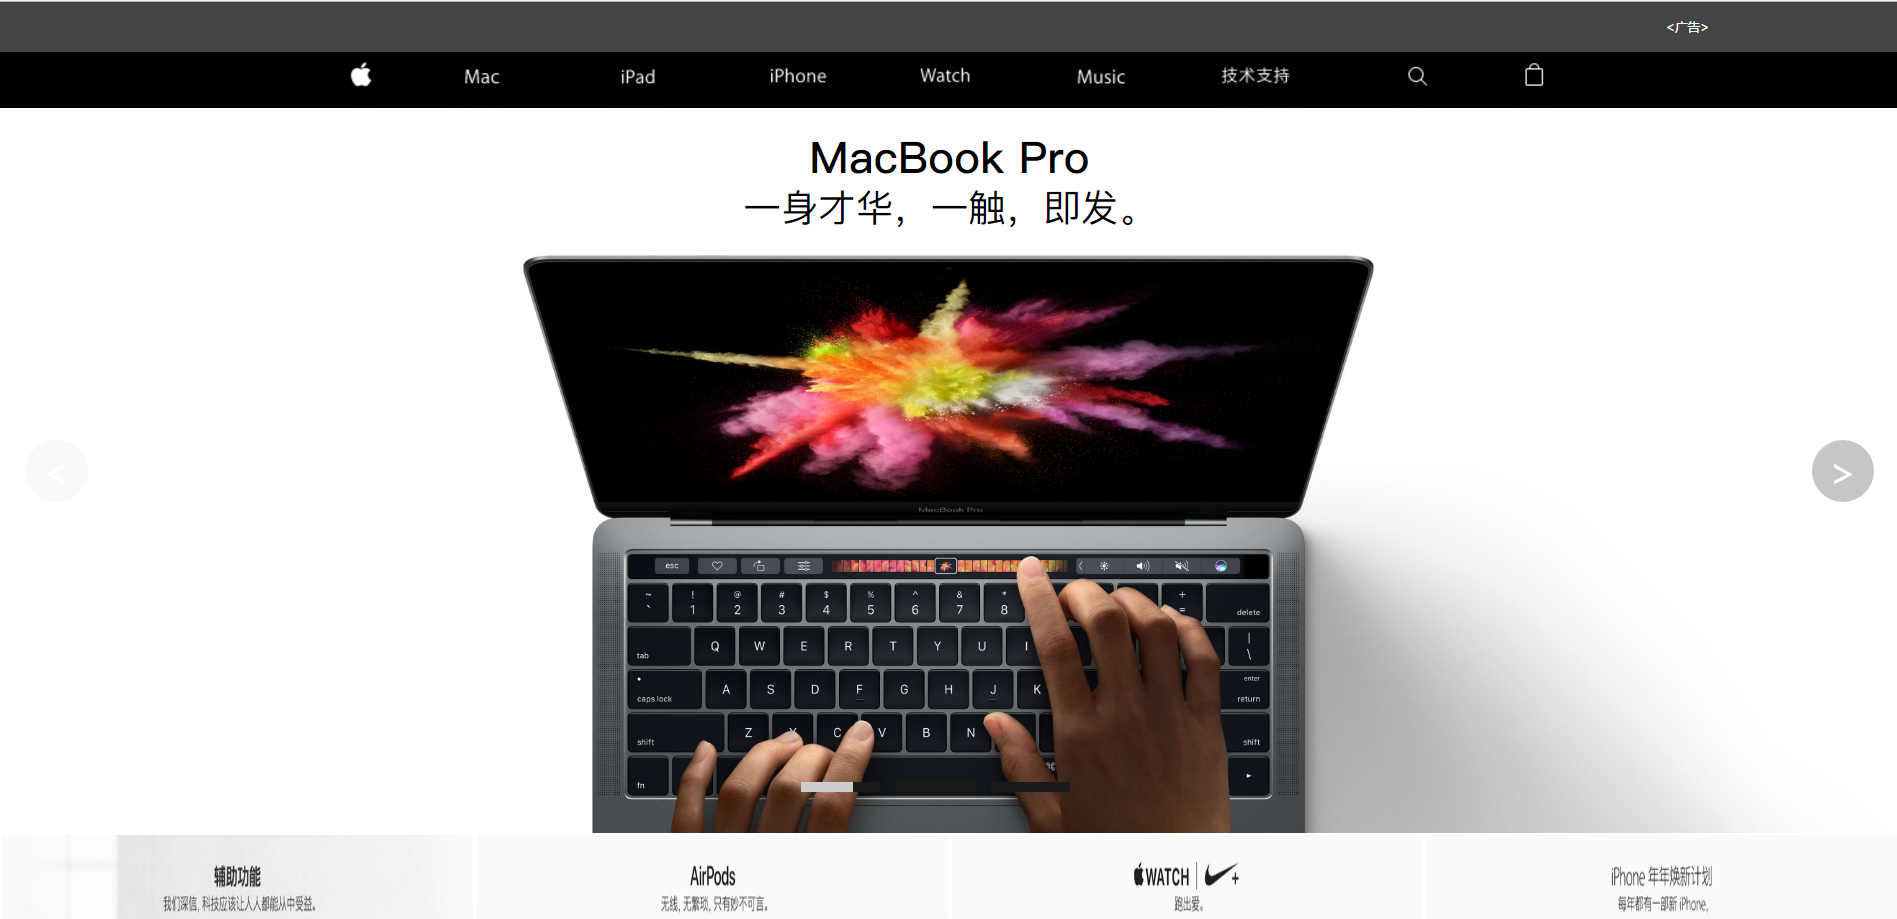 <广告>
Mac iPad iPhone Watch Music 技术支持
MacBook Pro
一身才华，一触，即发。
<
>
MacBook Pro
esc
~ ! @ # $ % ^ & * +
` 1 2 3 4 5 6 7 8 = delete
tab Q W E R T Y U I | \
caps lock A S D F G H J K enter return
shift Z X C V B N shift
fn ⌘
辅助功能
我们深信, 科技应该让人人都能从中受益。
AirPods
无线, 无繁琐, 只有妙不可言。
WATCH | +
跑出爱。
iPhone 年年焕新计划
每年都有一部新 iPhone,